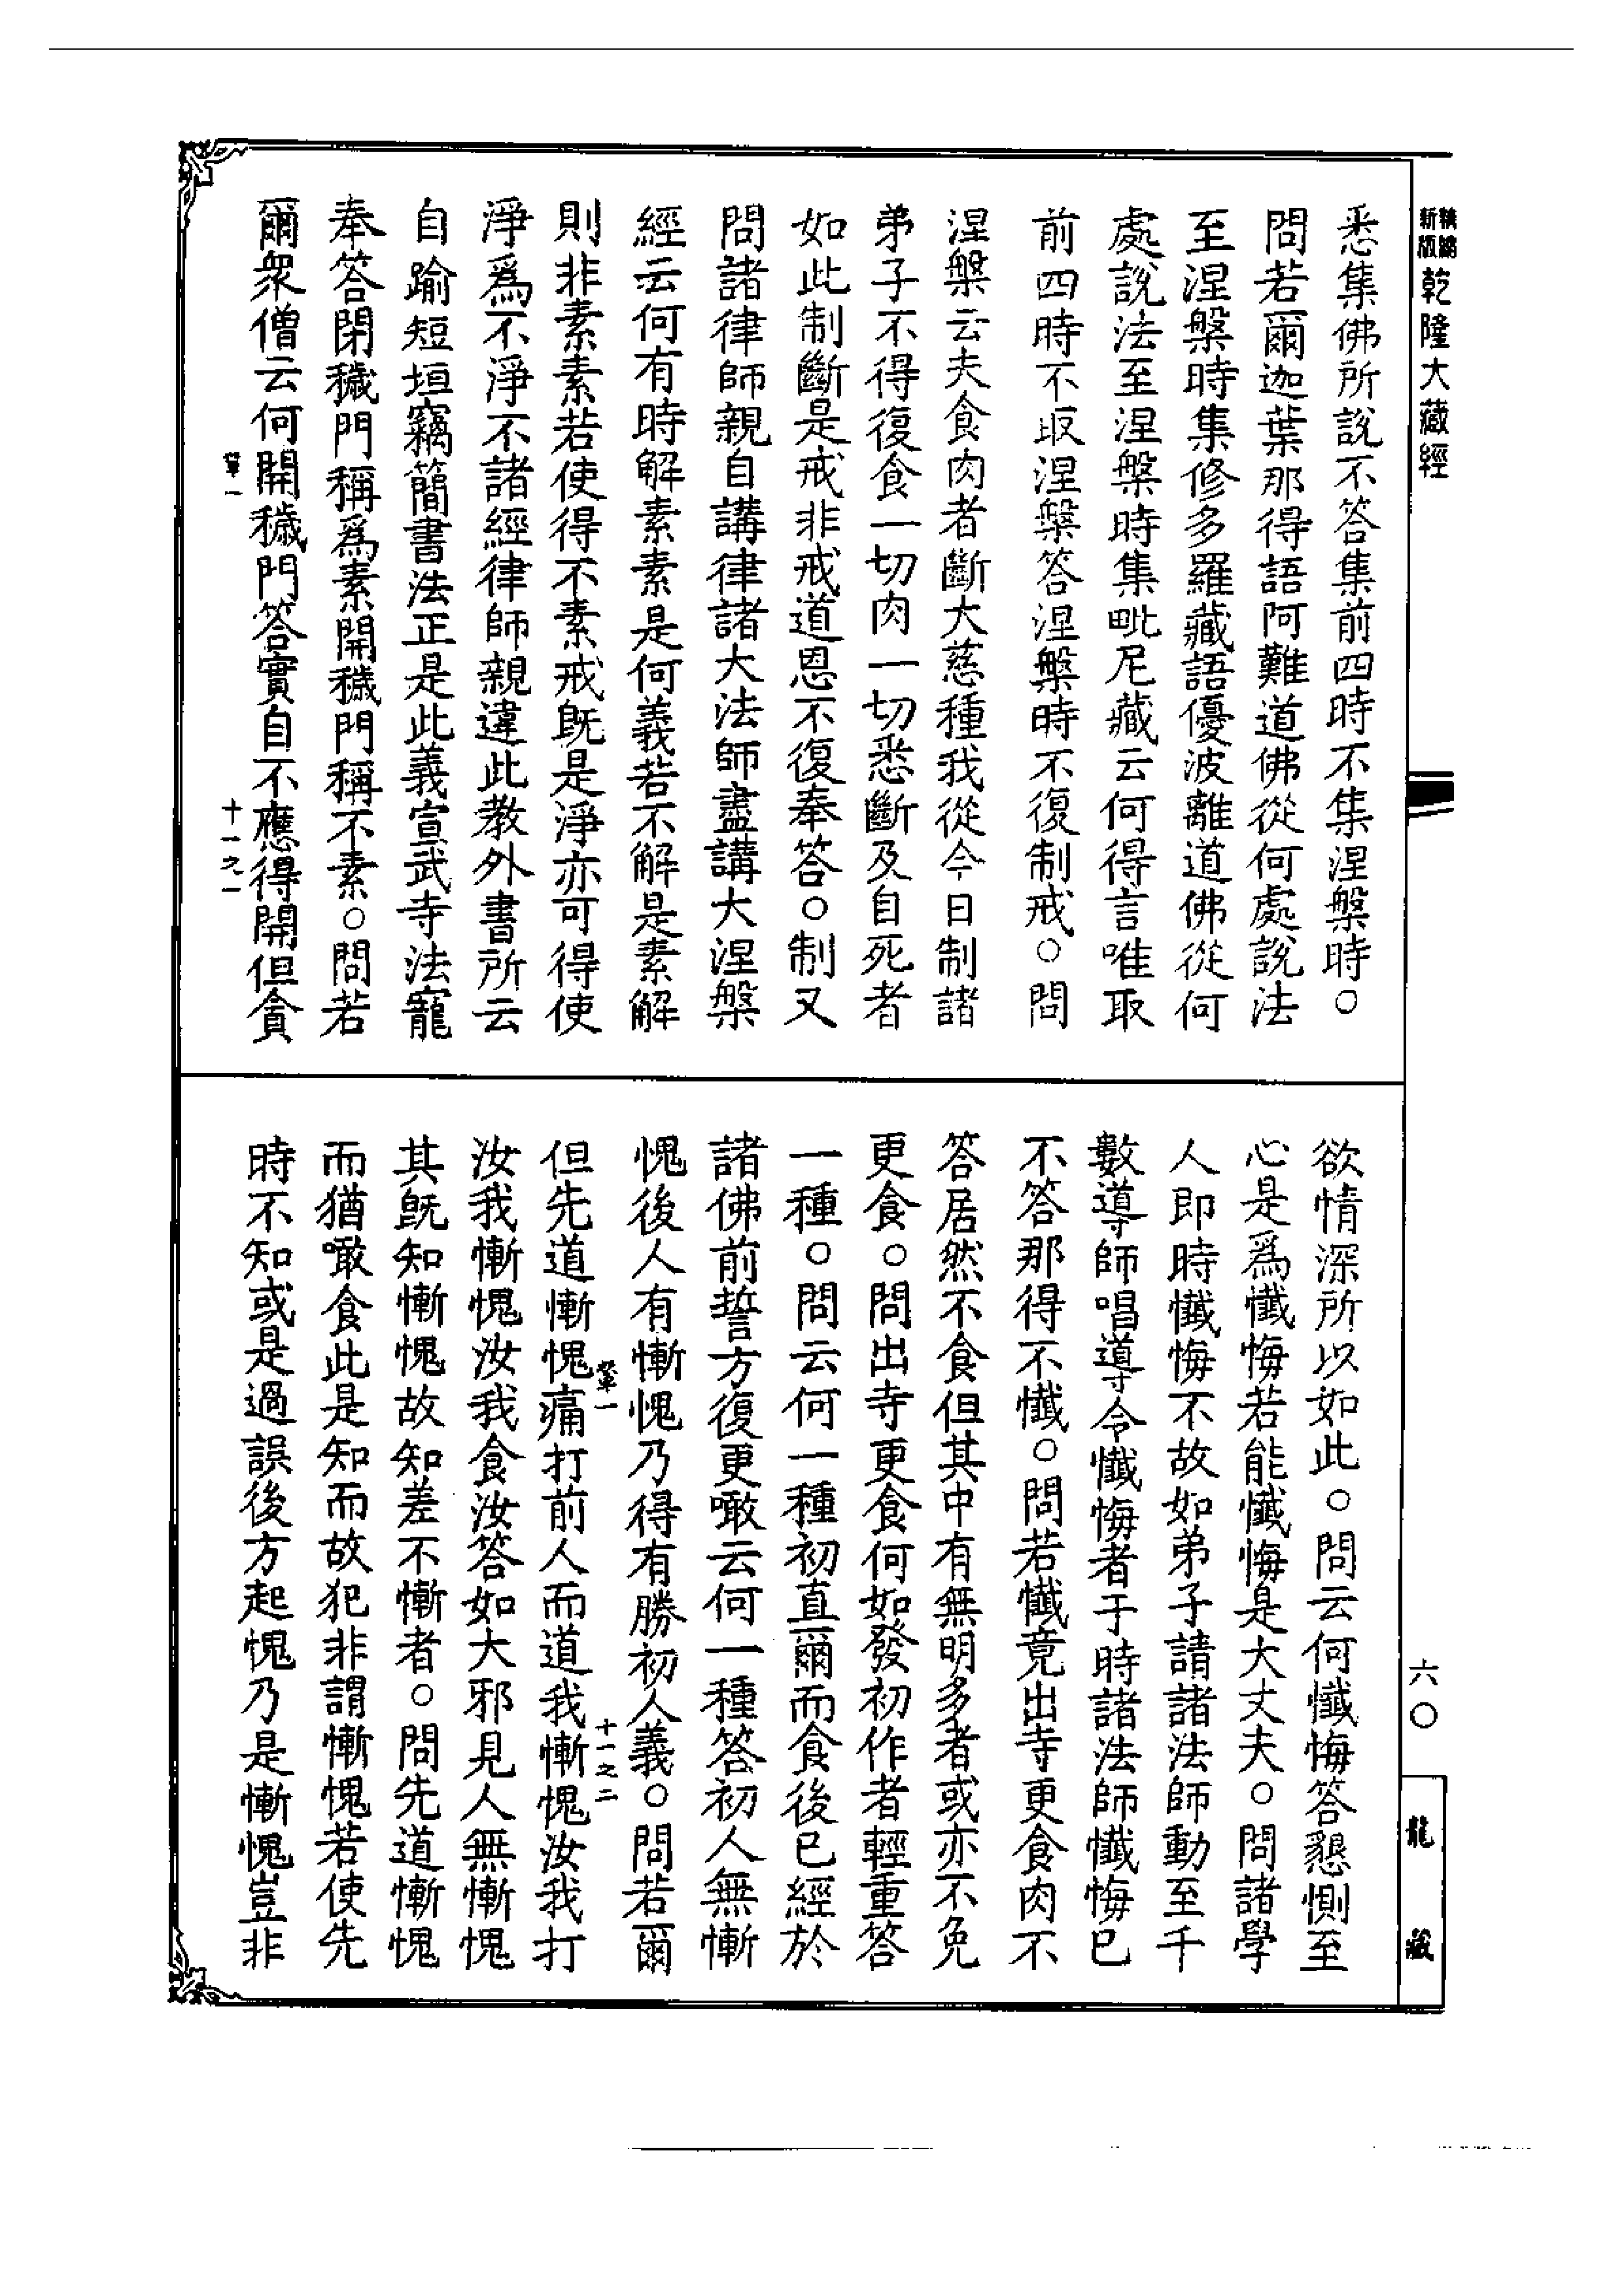 精編
新版
乾隆大藏經
悉集佛所說不答集前四時不集涅槃時○
問若爾迦葉那得語阿難道佛從何處說法
至涅槃時集修多羅藏語優波離道佛從何
處說法至涅槃時集毗尼藏云何得言唯取
前四時不取涅槃答涅槃時不復制戒○問
涅槃云夫食肉者斷大慈種我從今日制諸
弟子不得復食一切肉一切悉斷及自死者
如此制斷是戒非戒道恩不復奉答○制又
問諸律師親自講律諸大法師盡講大涅槃
經云何有時解素素是何義若不解是素解
則非素素若使得不素戒旣是淨亦可得使
淨爲不淨不諸經律師親違此教外書所云
自踰短垣竊簡書法正是此義宣武寺法寵
奉答閉穢門稱爲素開穢門稱不素○問若
爾衆僧云何開穢門答實自不應得開但貪
欲情深所以如此○問云何懺悔答懇惻至
心是爲懺悔若能懺悔是大丈夫○問諸學
人即時懺悔不故如弟子請諸法師動至千
數導師唱導令懺悔者于時諸法師懺悔已
不答那得不懺○問若懺竟出寺更食肉不
答居然不食但其中有無明多者或亦不免
更食○問出寺更食何如發初作者輕重答
一種○問云何一種初直爾而食後已經於
諸佛前誓方復更噉云何一種答初人無慚
愧後人有慚愧乃得有勝初人義○問若爾
但先道慚愧痛打前人而道我慚愧汝我打
汝我慚愧汝我食汝答如大邪見人無慚愧
其旣知慚愧故知差不慚者○問先道慚愧
而猶噉食此是知而故犯非謂慚愧若使先
時不知或是過誤後方起愧乃是慚愧豈非
十一之一
十一之二
六○
龍藏